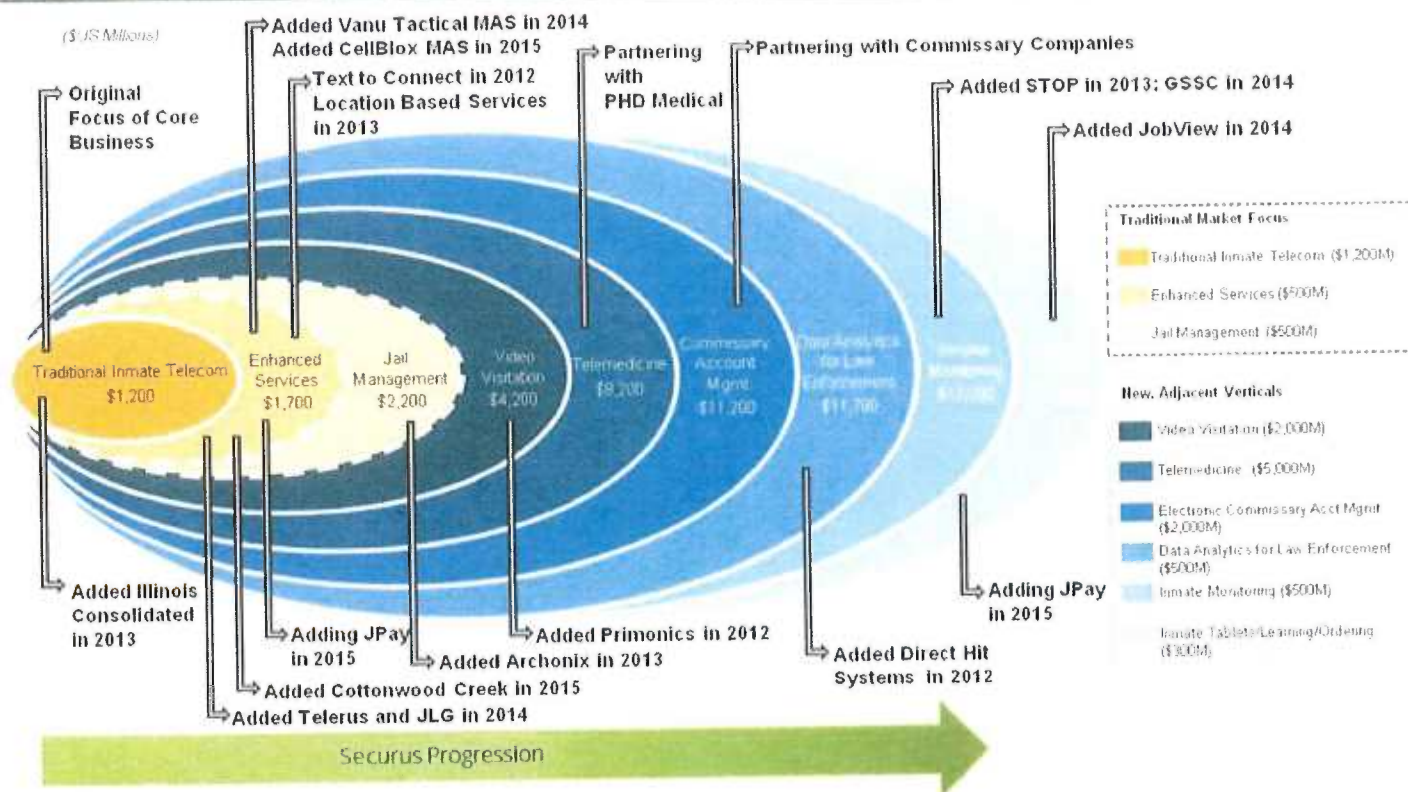 ($US Millions)
Added Vanu Tactical MAS in 2014
Added CellBlox MAS in 2015
Text to Connect in 2012
Location Based Services
in 2013
Original
Focus of Core
Business
Partnering
with
PHD Medical
Partnering with Commissary Companies
Added STOP in 2013; GSSC in 2014
Added JobView in 2014
Traditional Inmate Telecom
$1,200
Enhanced
Services
$1,700
Jail
Management
$2,200
Video
Visitation
$4,200
Telemedicine
$9,200
Commissary
Account
Mgmt
$11,200
Data Analytics
for Law
Enforcement
$11,700
Added Illinois
Consolidated
in 2013
Adding JPay
in 2015
Added Cottonwood Creek in 2015
Added Telerus and JLG in 2014
Added Archonix in 2013
Added Primonics in 2012
Added Direct Hit
Systems in 2012
Adding JPay
in 2015
Securus Progression
Traditional Market Focus
Traditional Inmate Telecom ($1,200M)
Enhanced Services ($500M)
Jail Management ($500M)
New, Adjacent Verticals
Video Visitation ($2,000M)
Telemedicine ($5,000M)
Electronic Commissary Acct Mgmt
($2,000M)
Data Analytics for Law Enforcement
($500M)
Inmate Monitoring ($500M)
Inmate Tablets/Learning/Ordering
($300M)